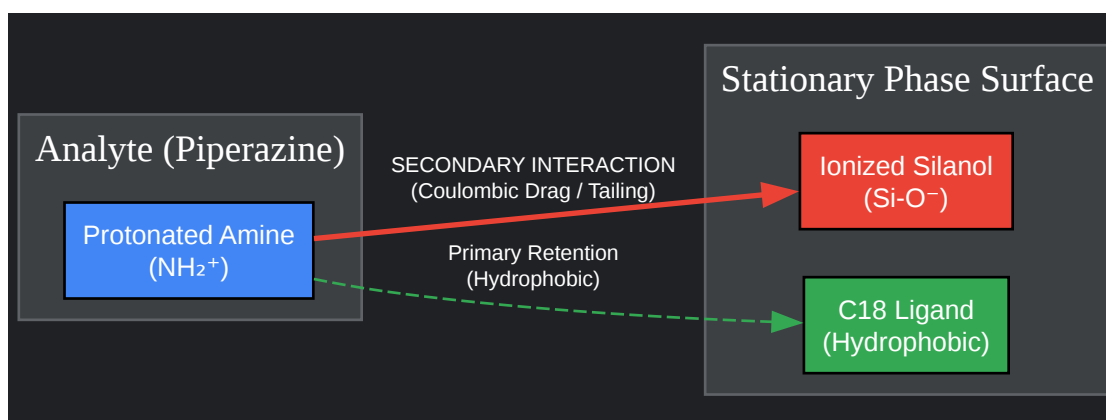 Stationary Phase Surface
Analyte (Piperazine)
SECONDARY INTERACTION
(Coulombic Drag / Tailing)
Ionized Silanol
(Si-O⁻)
Protonated Amine
(NH₂⁺)
Primary Retention
(Hydrophobic)
C18 Ligand
(Hydrophobic)